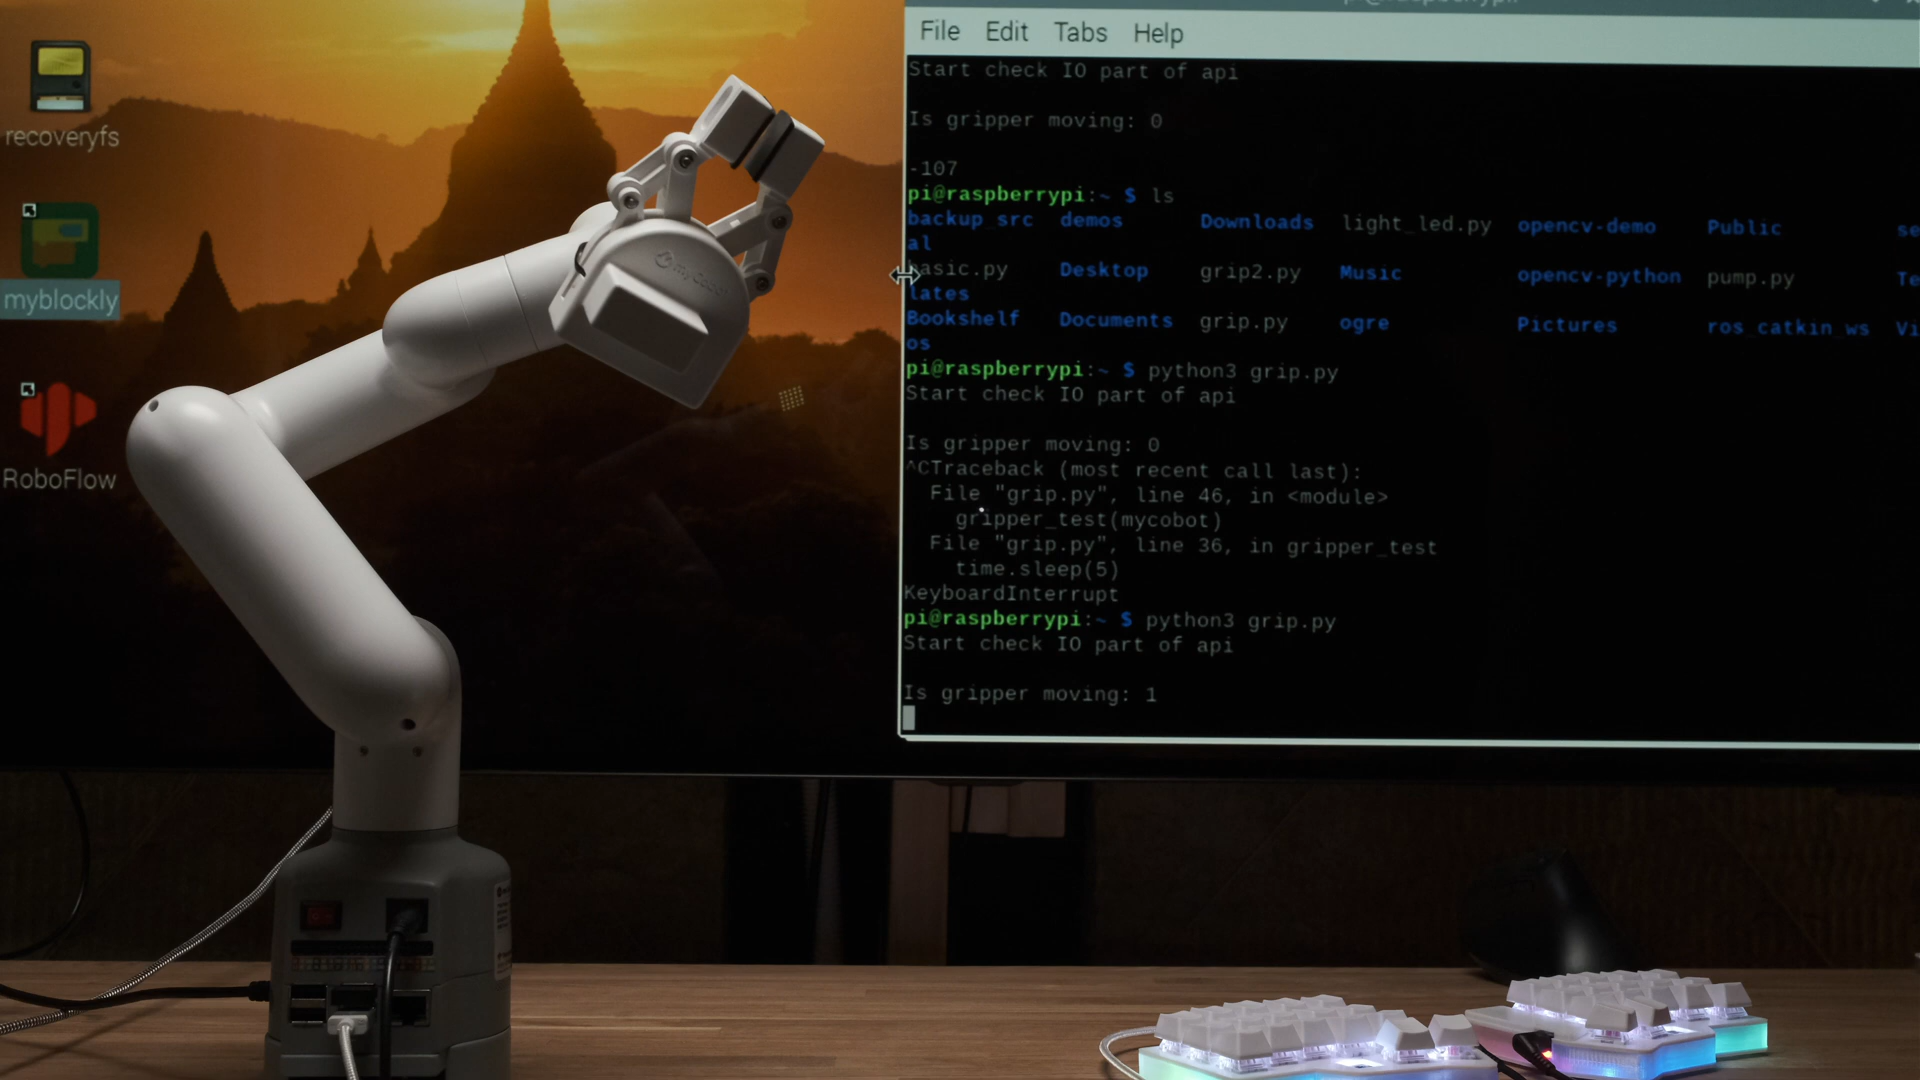 recoveryfs
myblockly
RoboFlow
File Edit Tabs Help
Start check IO part of api
Is gripper moving: 0
-107
pi@raspberrypi:~ $ ls
backup_src demos Downloads light_led.py opencv-demo Public se
al
basic.py Desktop grip2.py Music opencv-python pump.py Te
lates
Bookshelf Documents grip.py ogre Pictures ros_catkin_ws Vi
os
pi@raspberrypi:~ $ python3 grip.py
Start check IO part of api
Is gripper moving: 0
^CTraceback (most recent call last):
File "grip.py", line 46, in <module>
gripper_test(mycobot)
File "grip.py", line 36, in gripper_test
time.sleep(5)
KeyboardInterrupt
pi@raspberrypi:~ $ python3 grip.py
Start check IO part of api
Is gripper moving: 1